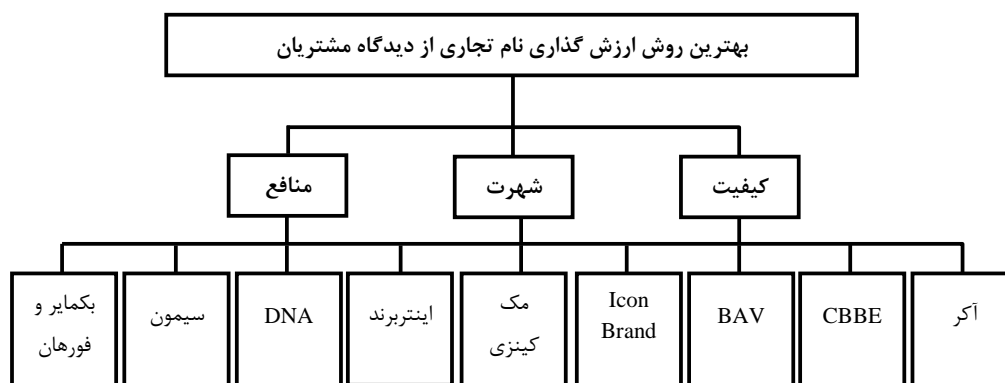 بهترین روش ارزش گذاری نام تجاری از دیدگاه مشتریان
کیفیت
شهرت
منافع
آکر
CBBE
BAV
Icon
Brand
مک
کینزی
اینتربرند
DNA
سیمون
بکمایر و
فورهان